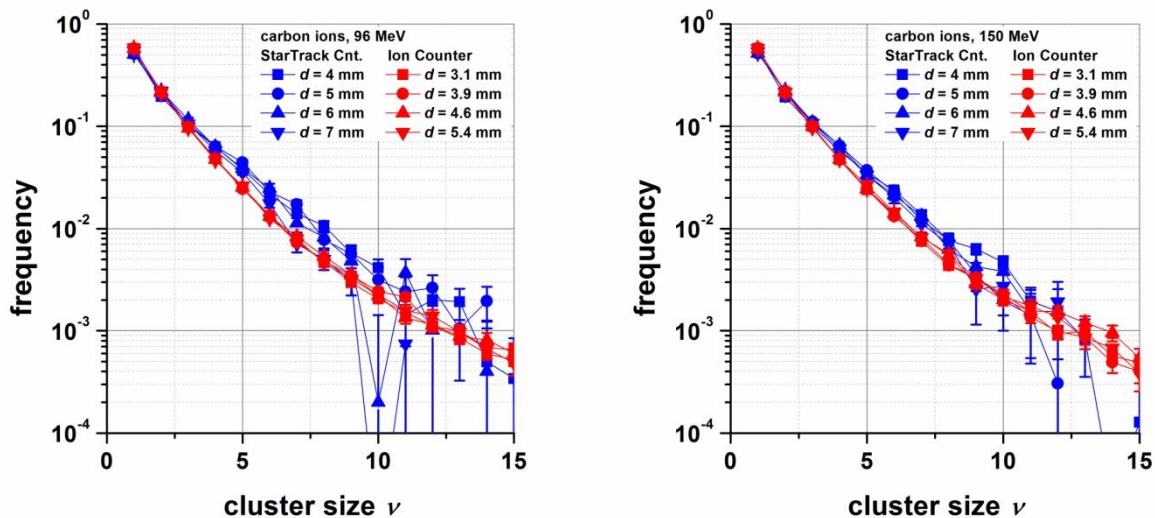 carbon ions, 96 MeV
StarTrack Cnt. Ion Counter
d = 4 mm d = 3.1 mm
d = 5 mm d = 3.9 mm
d = 6 mm d = 4.6 mm
d = 7 mm d = 5.4 mm
10^0
10^-1
10^-2
10^-3
10^-4
frequency
0 5 10 15
cluster size ν
carbon ions, 150 MeV
StarTrack Cnt. Ion Counter
d = 4 mm d = 3.1 mm
d = 5 mm d = 3.9 mm
d = 6 mm d = 4.6 mm
d = 7 mm d = 5.4 mm
10^0
10^-1
10^-2
10^-3
10^-4
frequency
0 5 10 15
cluster size ν